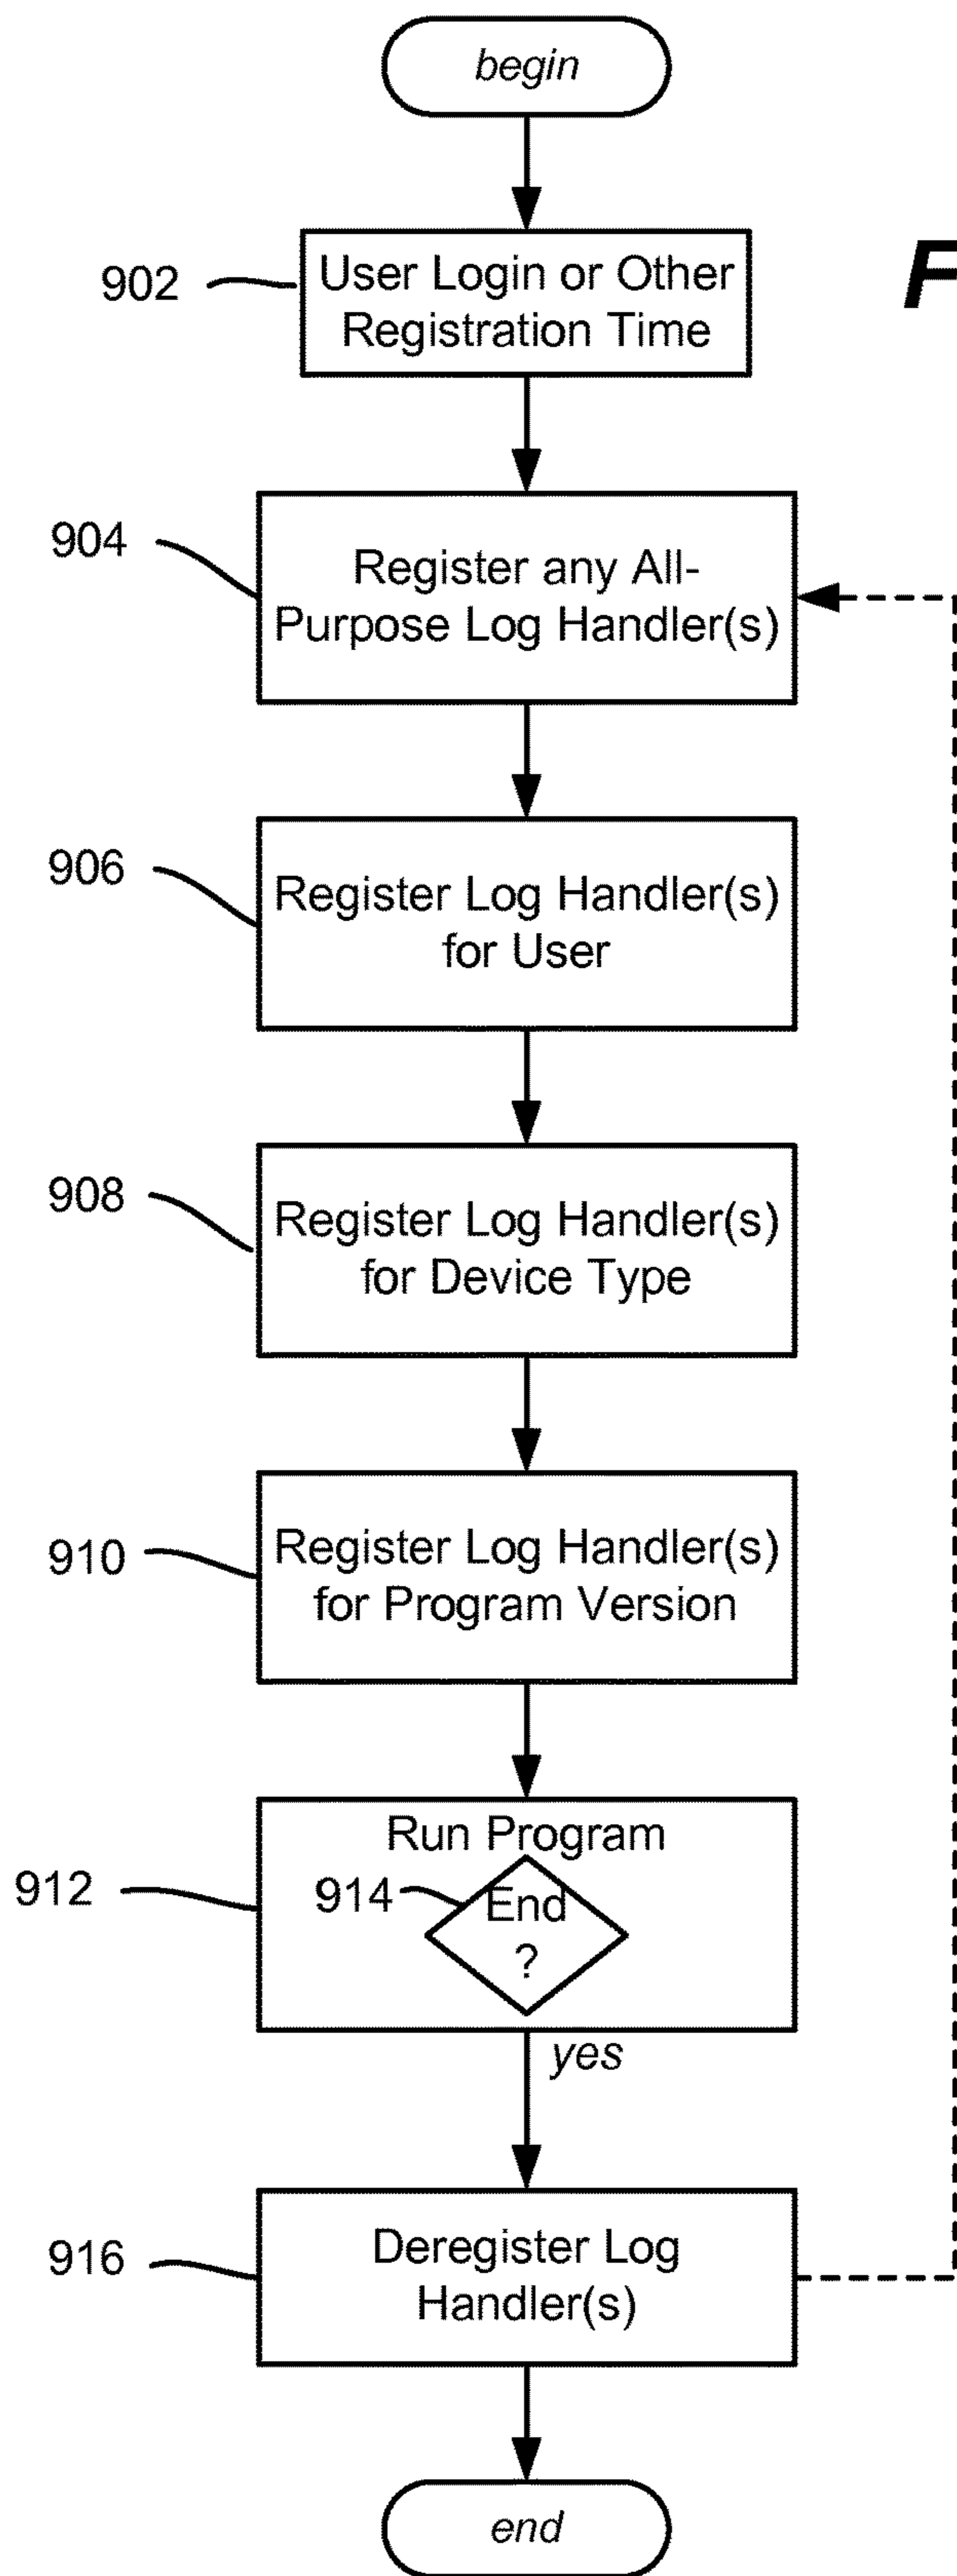 begin
902
User Login or Other
Registration Time
F
904
Register any All-
Purpose Log Handler(s)
906
Register Log Handler(s)
for User
908
Register Log Handler(s)
for Device Type
910
Register Log Handler(s)
for Program Version
912
Run Program
914
End
?
yes
916
Deregister Log
Handler(s)
end